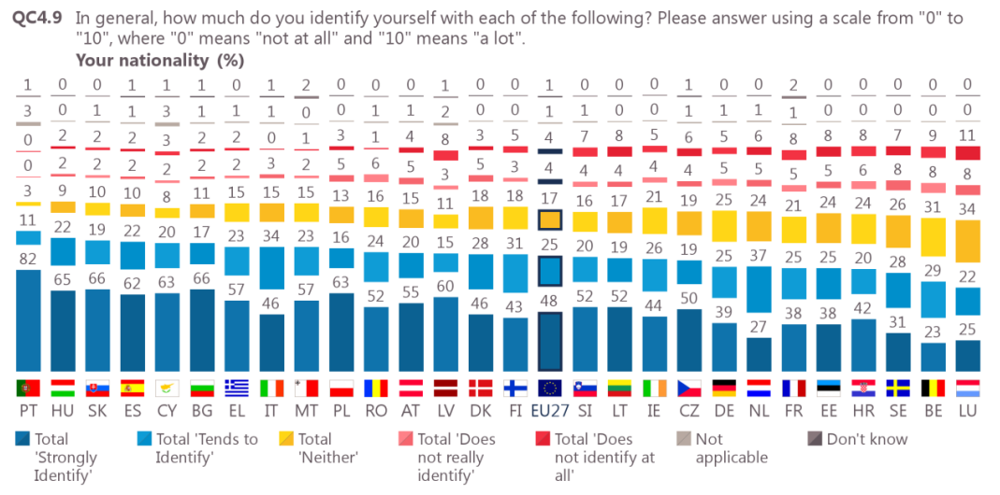 QC4.9 In general, how much do you identify yourself with each of the following? Please answer using a scale from "0" to
"10", where "0" means "not at all" and "10" means "a lot".
Your nationality (%)
1 0 0 1 1 1 0 1 2 0 0 0 1 0 0 1 0 0 0 1 0 0 2 0 0 0 0 0
3 0 1 1 3 1 1 1 0 0 1 1 2 0 0 1 1 0 0 1 1 1 1 0 0 0 0 0
0 2 2 2 3 2 2 0 1 3 1 4 8 3 5 4 7 8 5 6 5 6 8 8 8 7 9 11
0 2 2 2 2 2 2 3 2 5 6 5 3 5 3 4 4 4 4 4 5 5 5 5 6 8 8 8
3 9 10 10 8 11 15 15 15 13 16 15 11 18 18 17 16 17 21 19 25 24 21 24 24 26 31 34
11 22 19 22 20 17 23 34 23 16 24 20 15 28 31 25 20 19 26 19 25 37 25 25 20 28 29 22
82 65 66 62 63 66 57 46 57 63 52 55 60 46 43 48 52 52 44 50 39 27 38 38 42 31 23 25
PT HU SK ES CY BG EL IT MT PL RO AT LV DK FI EU27 SI LT IE CZ DE NL FR EE HR SE BE LU
Total
'Strongly
Identify'
Total 'Tends to
Identify'
Total
'Neither'
Total 'Does
not really
identify'
Total 'Does
not identify at
all'
Not
applicable
Don't know